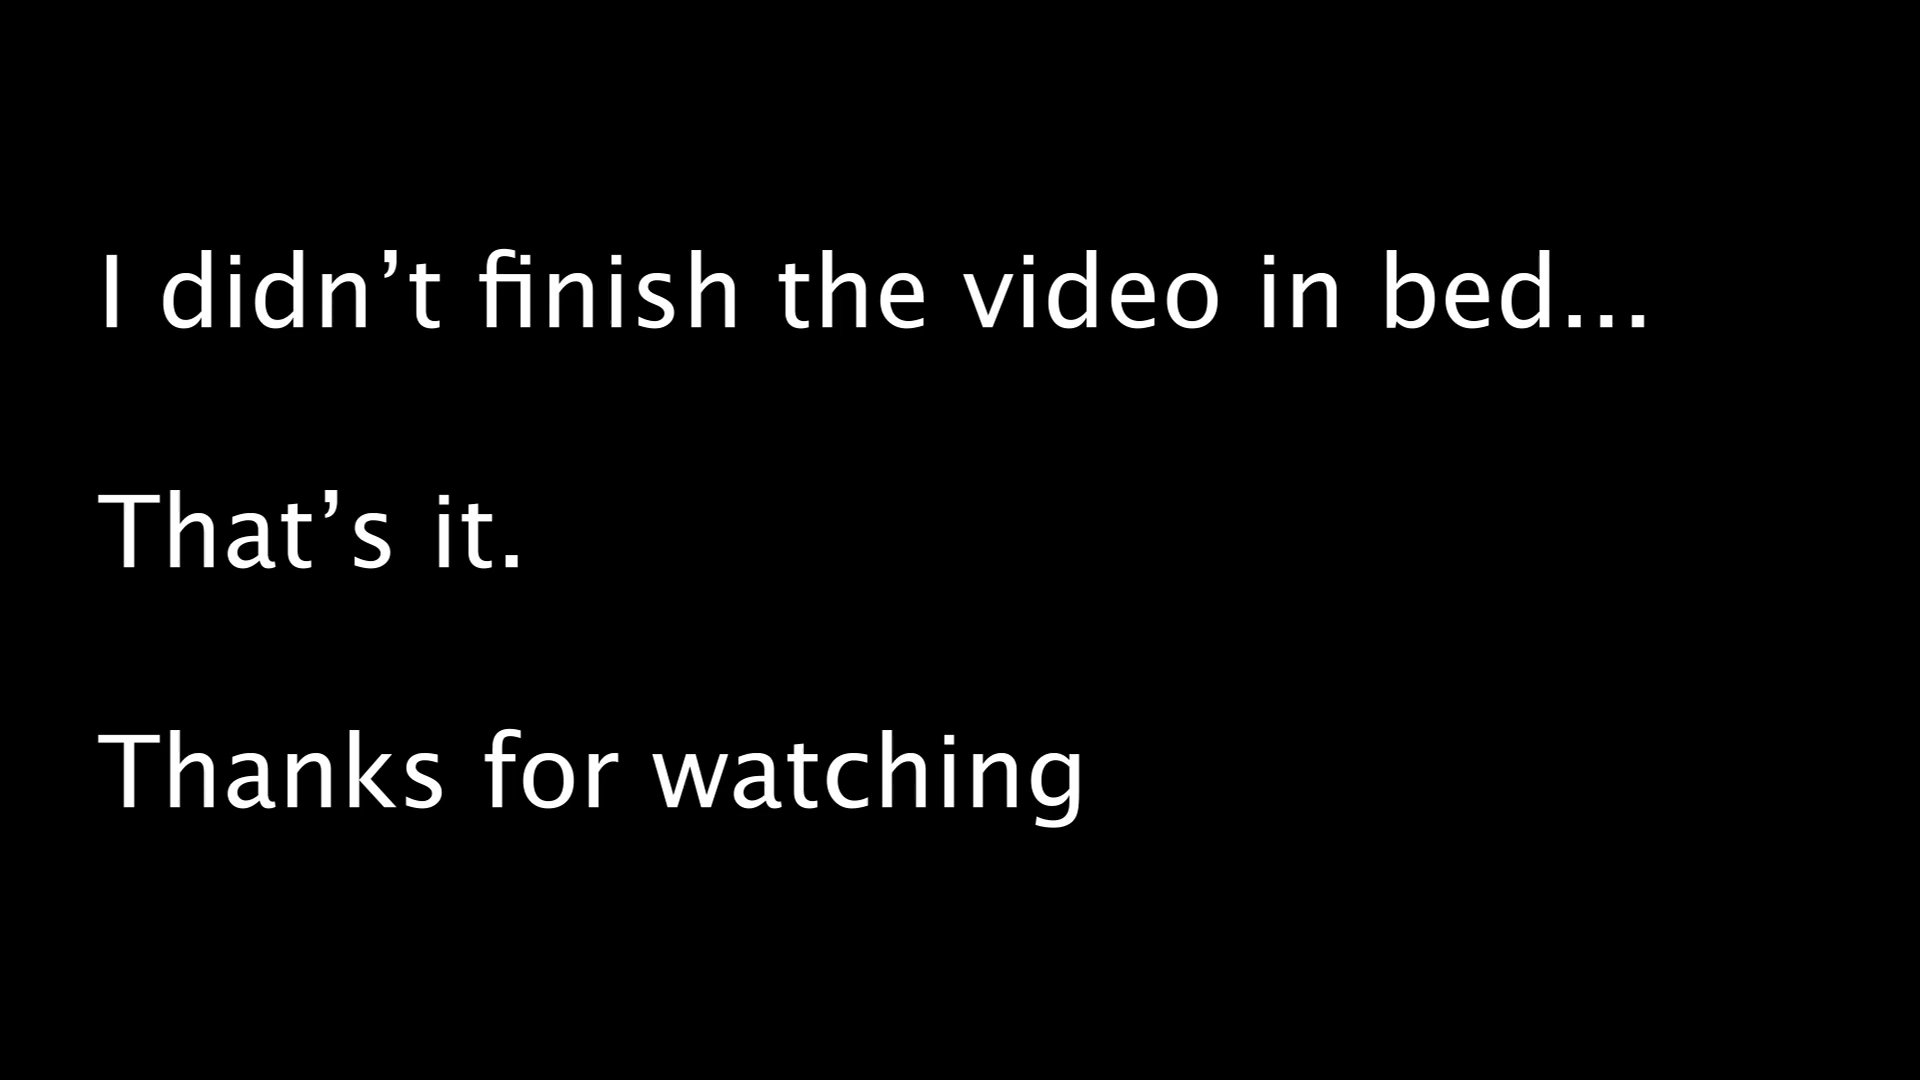 I didn’t finish the video in bed...
That’s it.
Thanks for watching